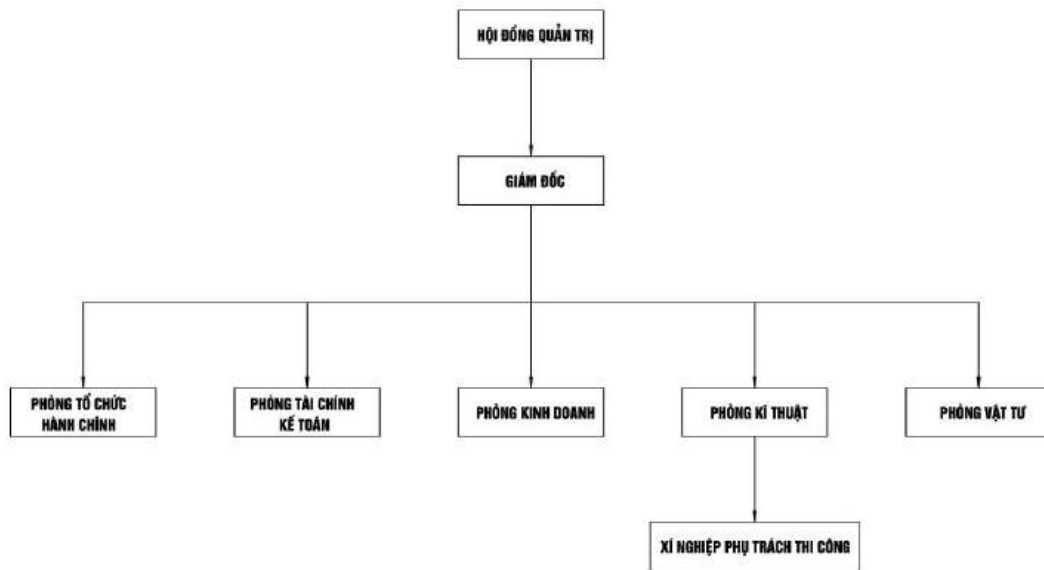 HỘI ĐỒNG QUẢN TRỊ
GIÁM ĐỐC
PHÒNG TỔ CHỨC
HÀNH CHÍNH
PHÒNG TÀI CHÍNH
KẾ TOÁN
PHÒNG KINH DOANH
PHÒNG KĨ THUẬT
PHÒNG VẬT TƯ
XÍ NGHIỆP PHỤ TRÁCH THI CÔNG